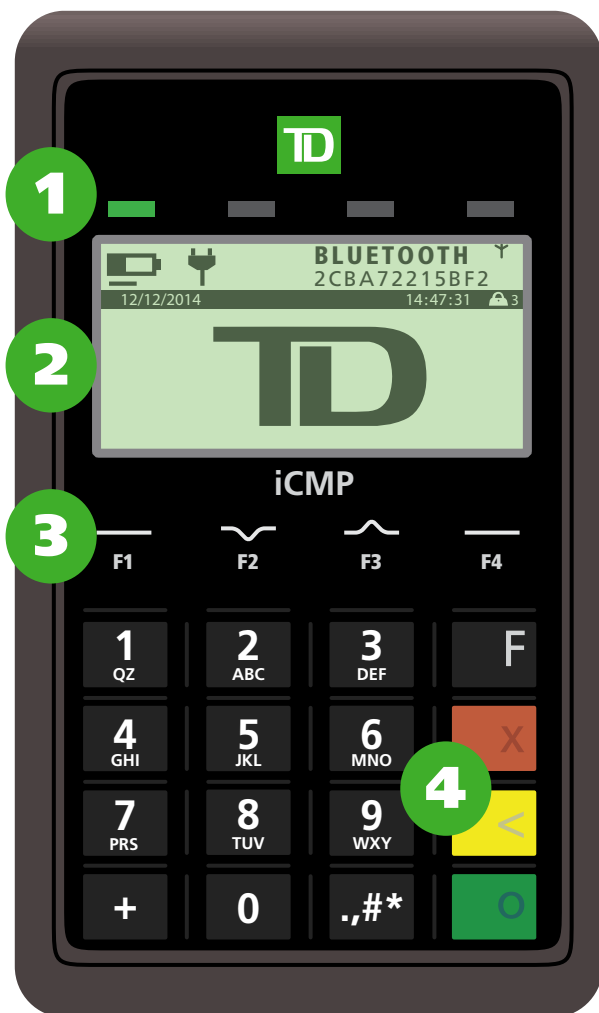 TD
1
BLUETOOTH
2CBA72215BF2
12/12/2014 14:47:31 3
2
TD
iCMP
3
F1 F2 F3 F4
1 2 3 F
QZ ABC DEF
4 5 6 X
GHI JKL MNO
4
7 8 9 <
PRS TUV WXY
+ 0 .,#* O